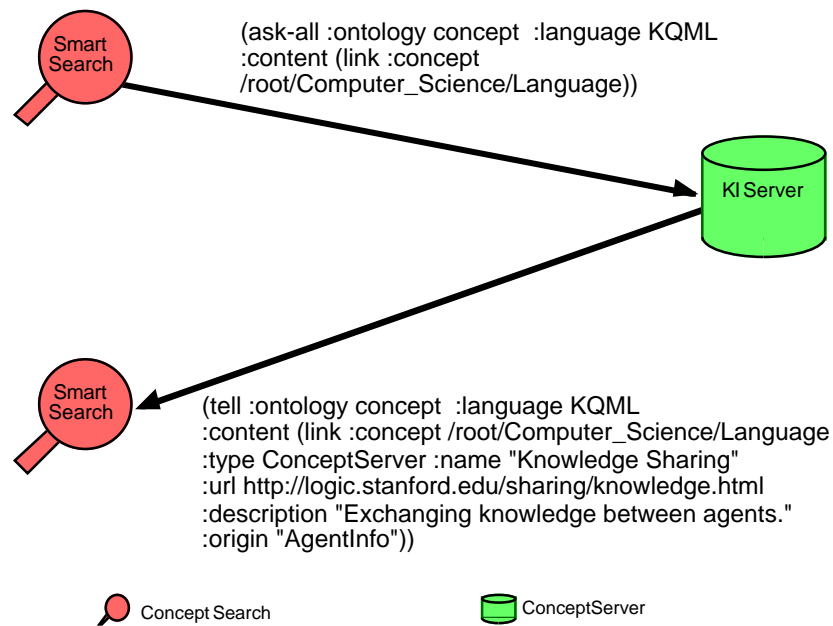 Smart
Search
(ask-all :ontology concept :language KQML
:content (link :concept
/root/Computer_Science/Language))
KI Server
Smart
Search
(tell :ontology concept :language KQML
:content (link :concept /root/Computer_Science/Language
:type ConceptServer :name "Knowledge Sharing"
:url http://logic.stanford.edu/sharing/knowledge.html
:description "Exchanging knowledge between agents."
:origin "AgentInfo"))
Concept Search
ConceptServer